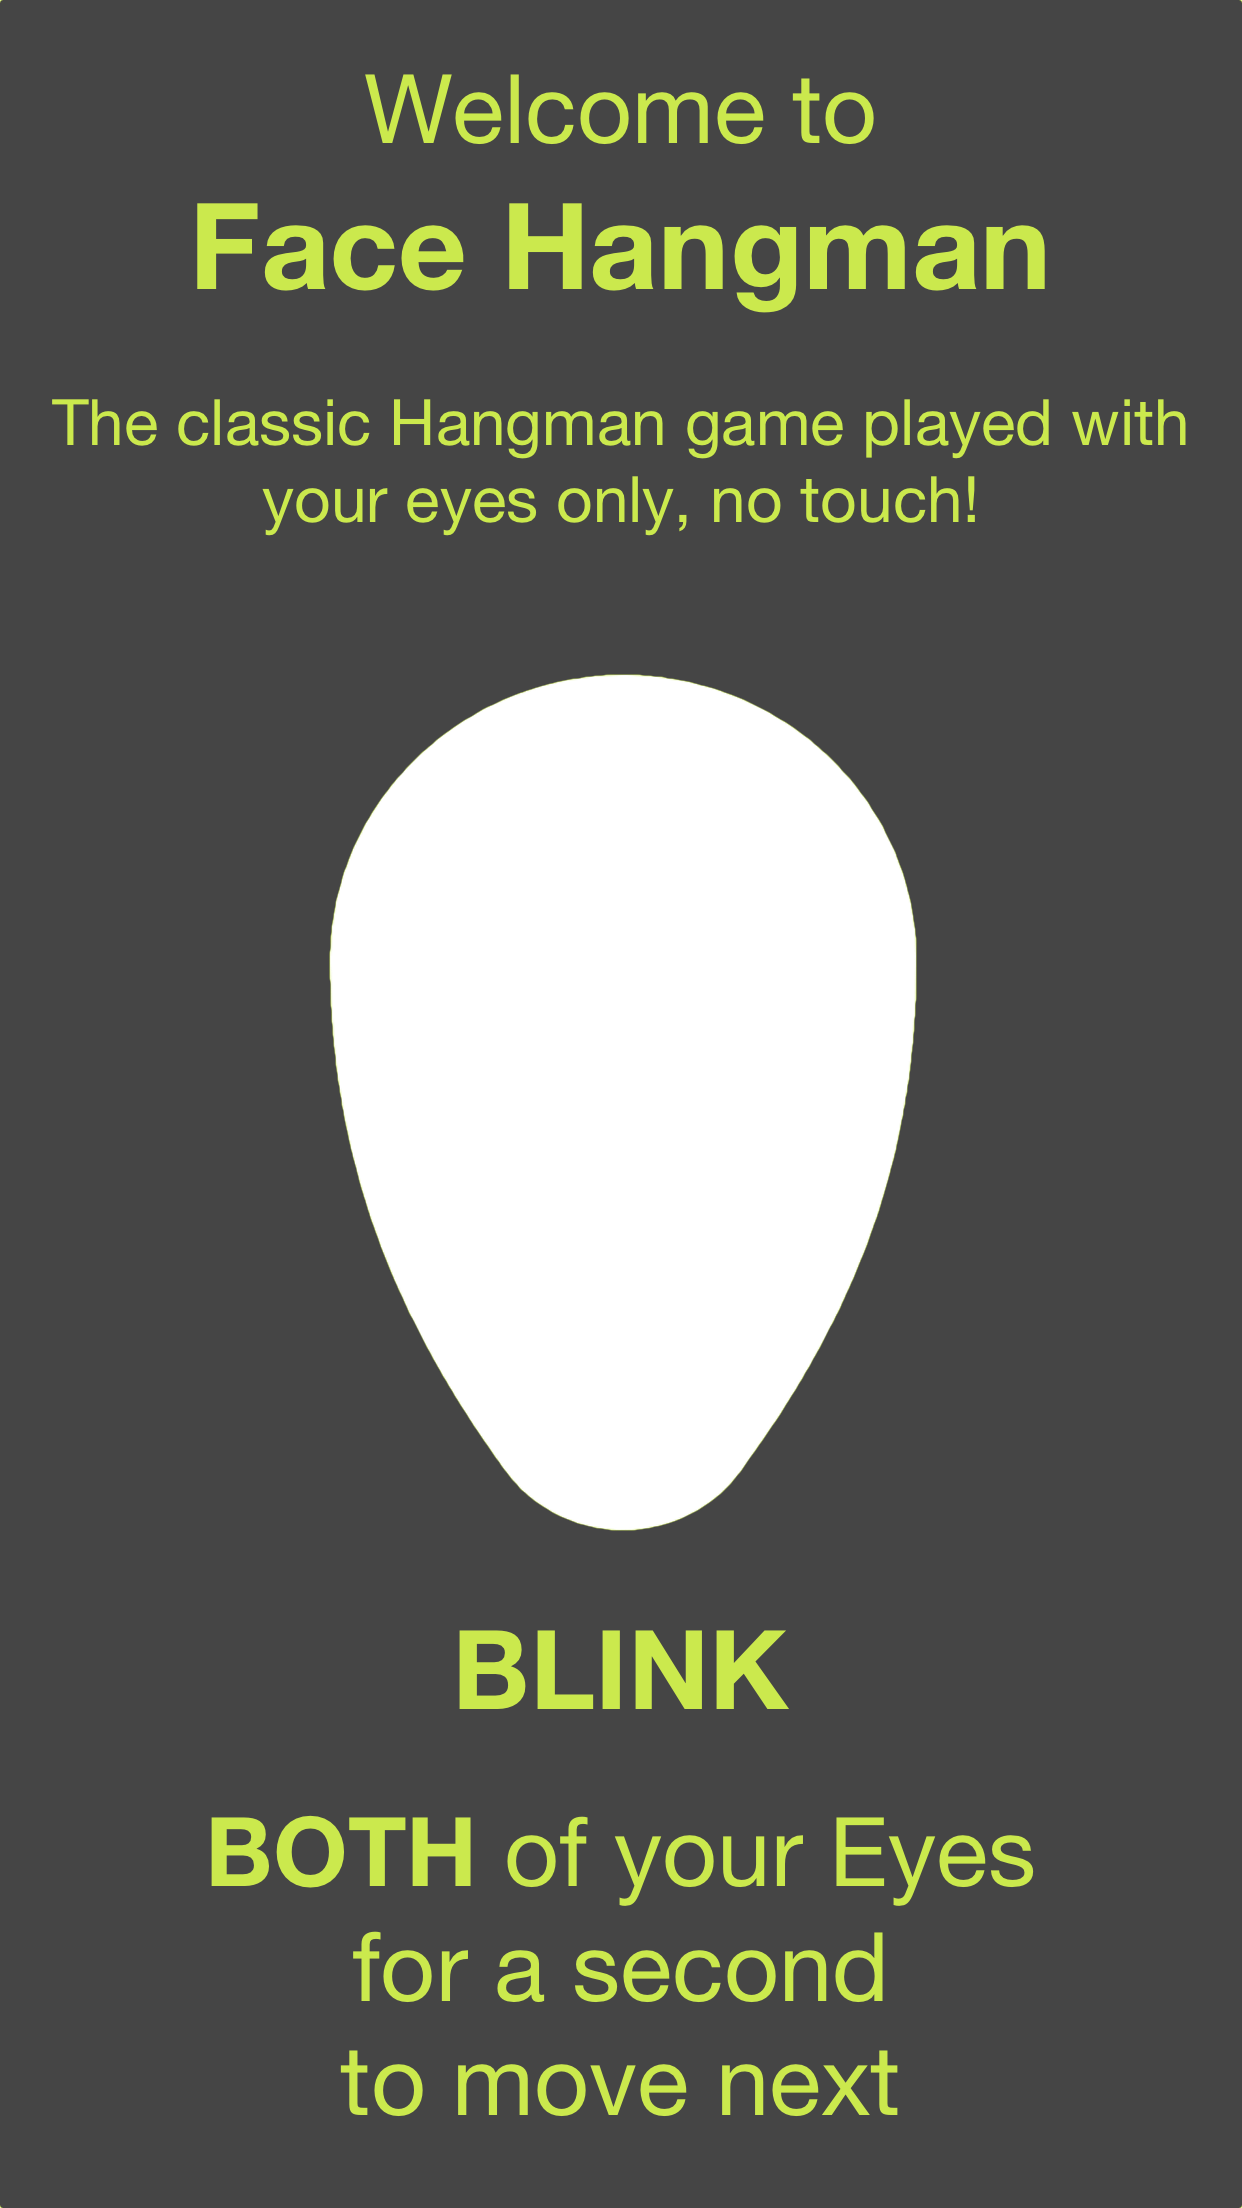 Welcome to
Face Hangman
The classic Hangman game played with
your eyes only, no touch!
BLINK
BOTH of your Eyes
for a second
to move next